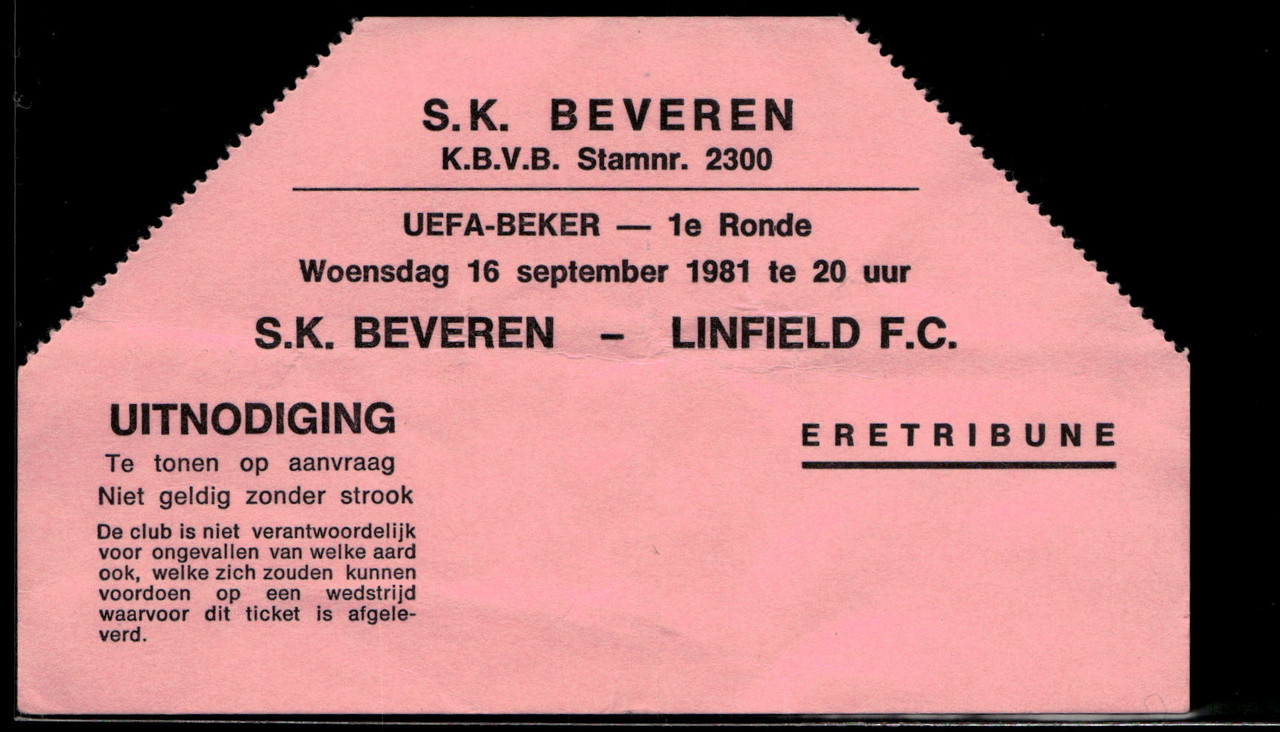 S.K. BEVEREN
K.B.V.B. Stamnr. 2300
UEFA-BEKER — 1e Ronde
Woensdag 16 september 1981 te 20 uur
S.K. BEVEREN – LINFIELD F.C.
UITNODIGING
Te tonen op aanvraag
Niet geldig zonder strook
De club is niet verantwoordelijk
voor ongevallen van welke aard
ook, welke zich zouden kunnen
voordoen op een wedstrijd
waarvoor dit ticket is afgele-
verd.
ERETRIBUNE